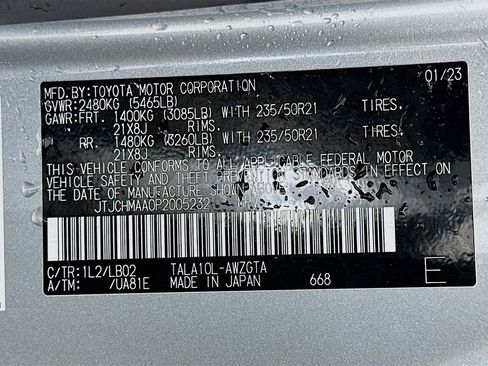 MFD.BY:TOYOTA MOTOR CORPORATION 01/23
GVWR:2480KG (5465LB)
GAWR:FRT. 1400KG (3085LB) WITH 235/50R21 TIRES.
21X8J RIMS.
RR. 1480KG (3260LB) WITH 235/50R21 TIRES.
21X8J RIMS.
THIS VEHICLE CONFORMS TO ALL APPLICABLE FEDERAL MOTOR
VEHICLE SAFETY AND THEFT PREVENTION STANDARDS IN EFFECT ON
THE DATE OF MANUFACTURE SHOWN ABOVE.
JTJCHMAA0P2005232
C/TR:1L2/LB02 TALA10L-AWZGTA
A/TM: /UA81E MADE IN JAPAN 668 E